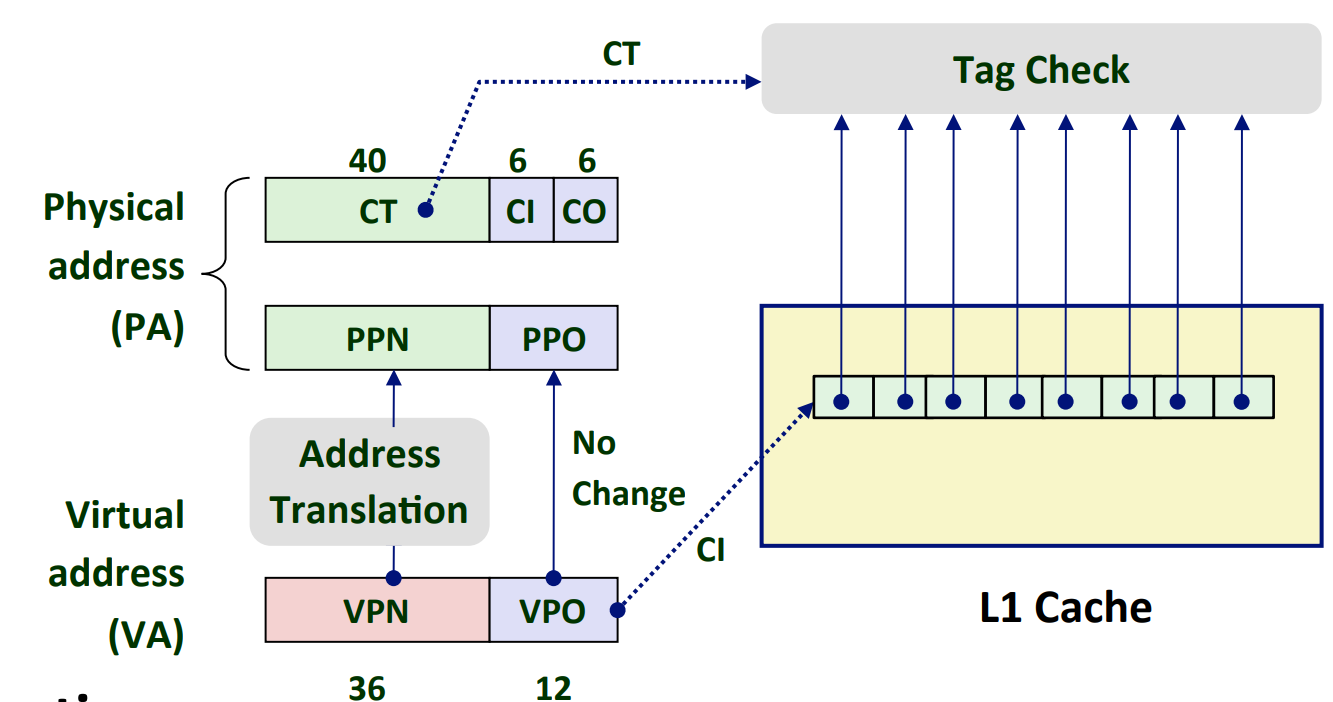 CT
Tag Check
40 6 6
Physical
address
(PA)
CT CI CO
PPN PPO
Address
Translation
No
Change
Virtual
address
(VA)
VPN VPO
CI
36 12
L1 Cache